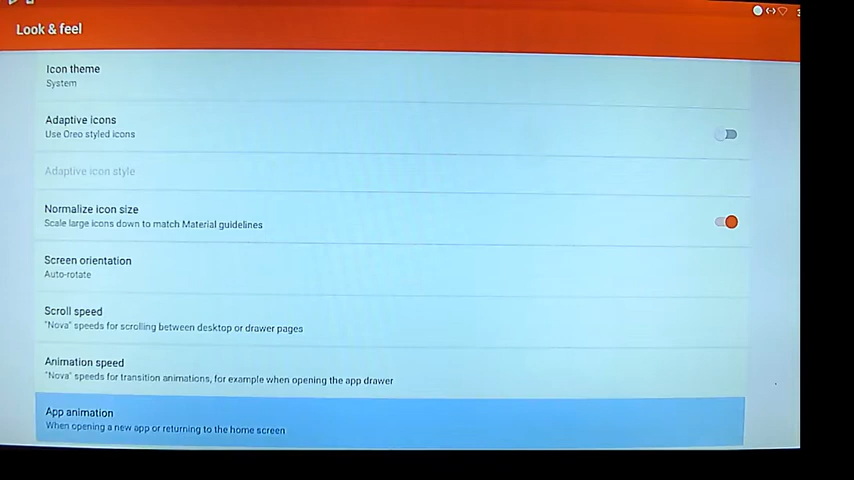 Look & feel
Icon theme
System
Adaptive icons
Use Oreo styled icons
Adaptive icon style
Normalize icon size
Scale large icons down to match Material guidelines
Screen orientation
Auto-rotate
Scroll speed
"Nova" speeds for scrolling between desktop or drawer pages
Animation speed
"Nova" speeds for transition animations, for example when opening the app drawer
App animation
When opening a new app or returning to the home screen